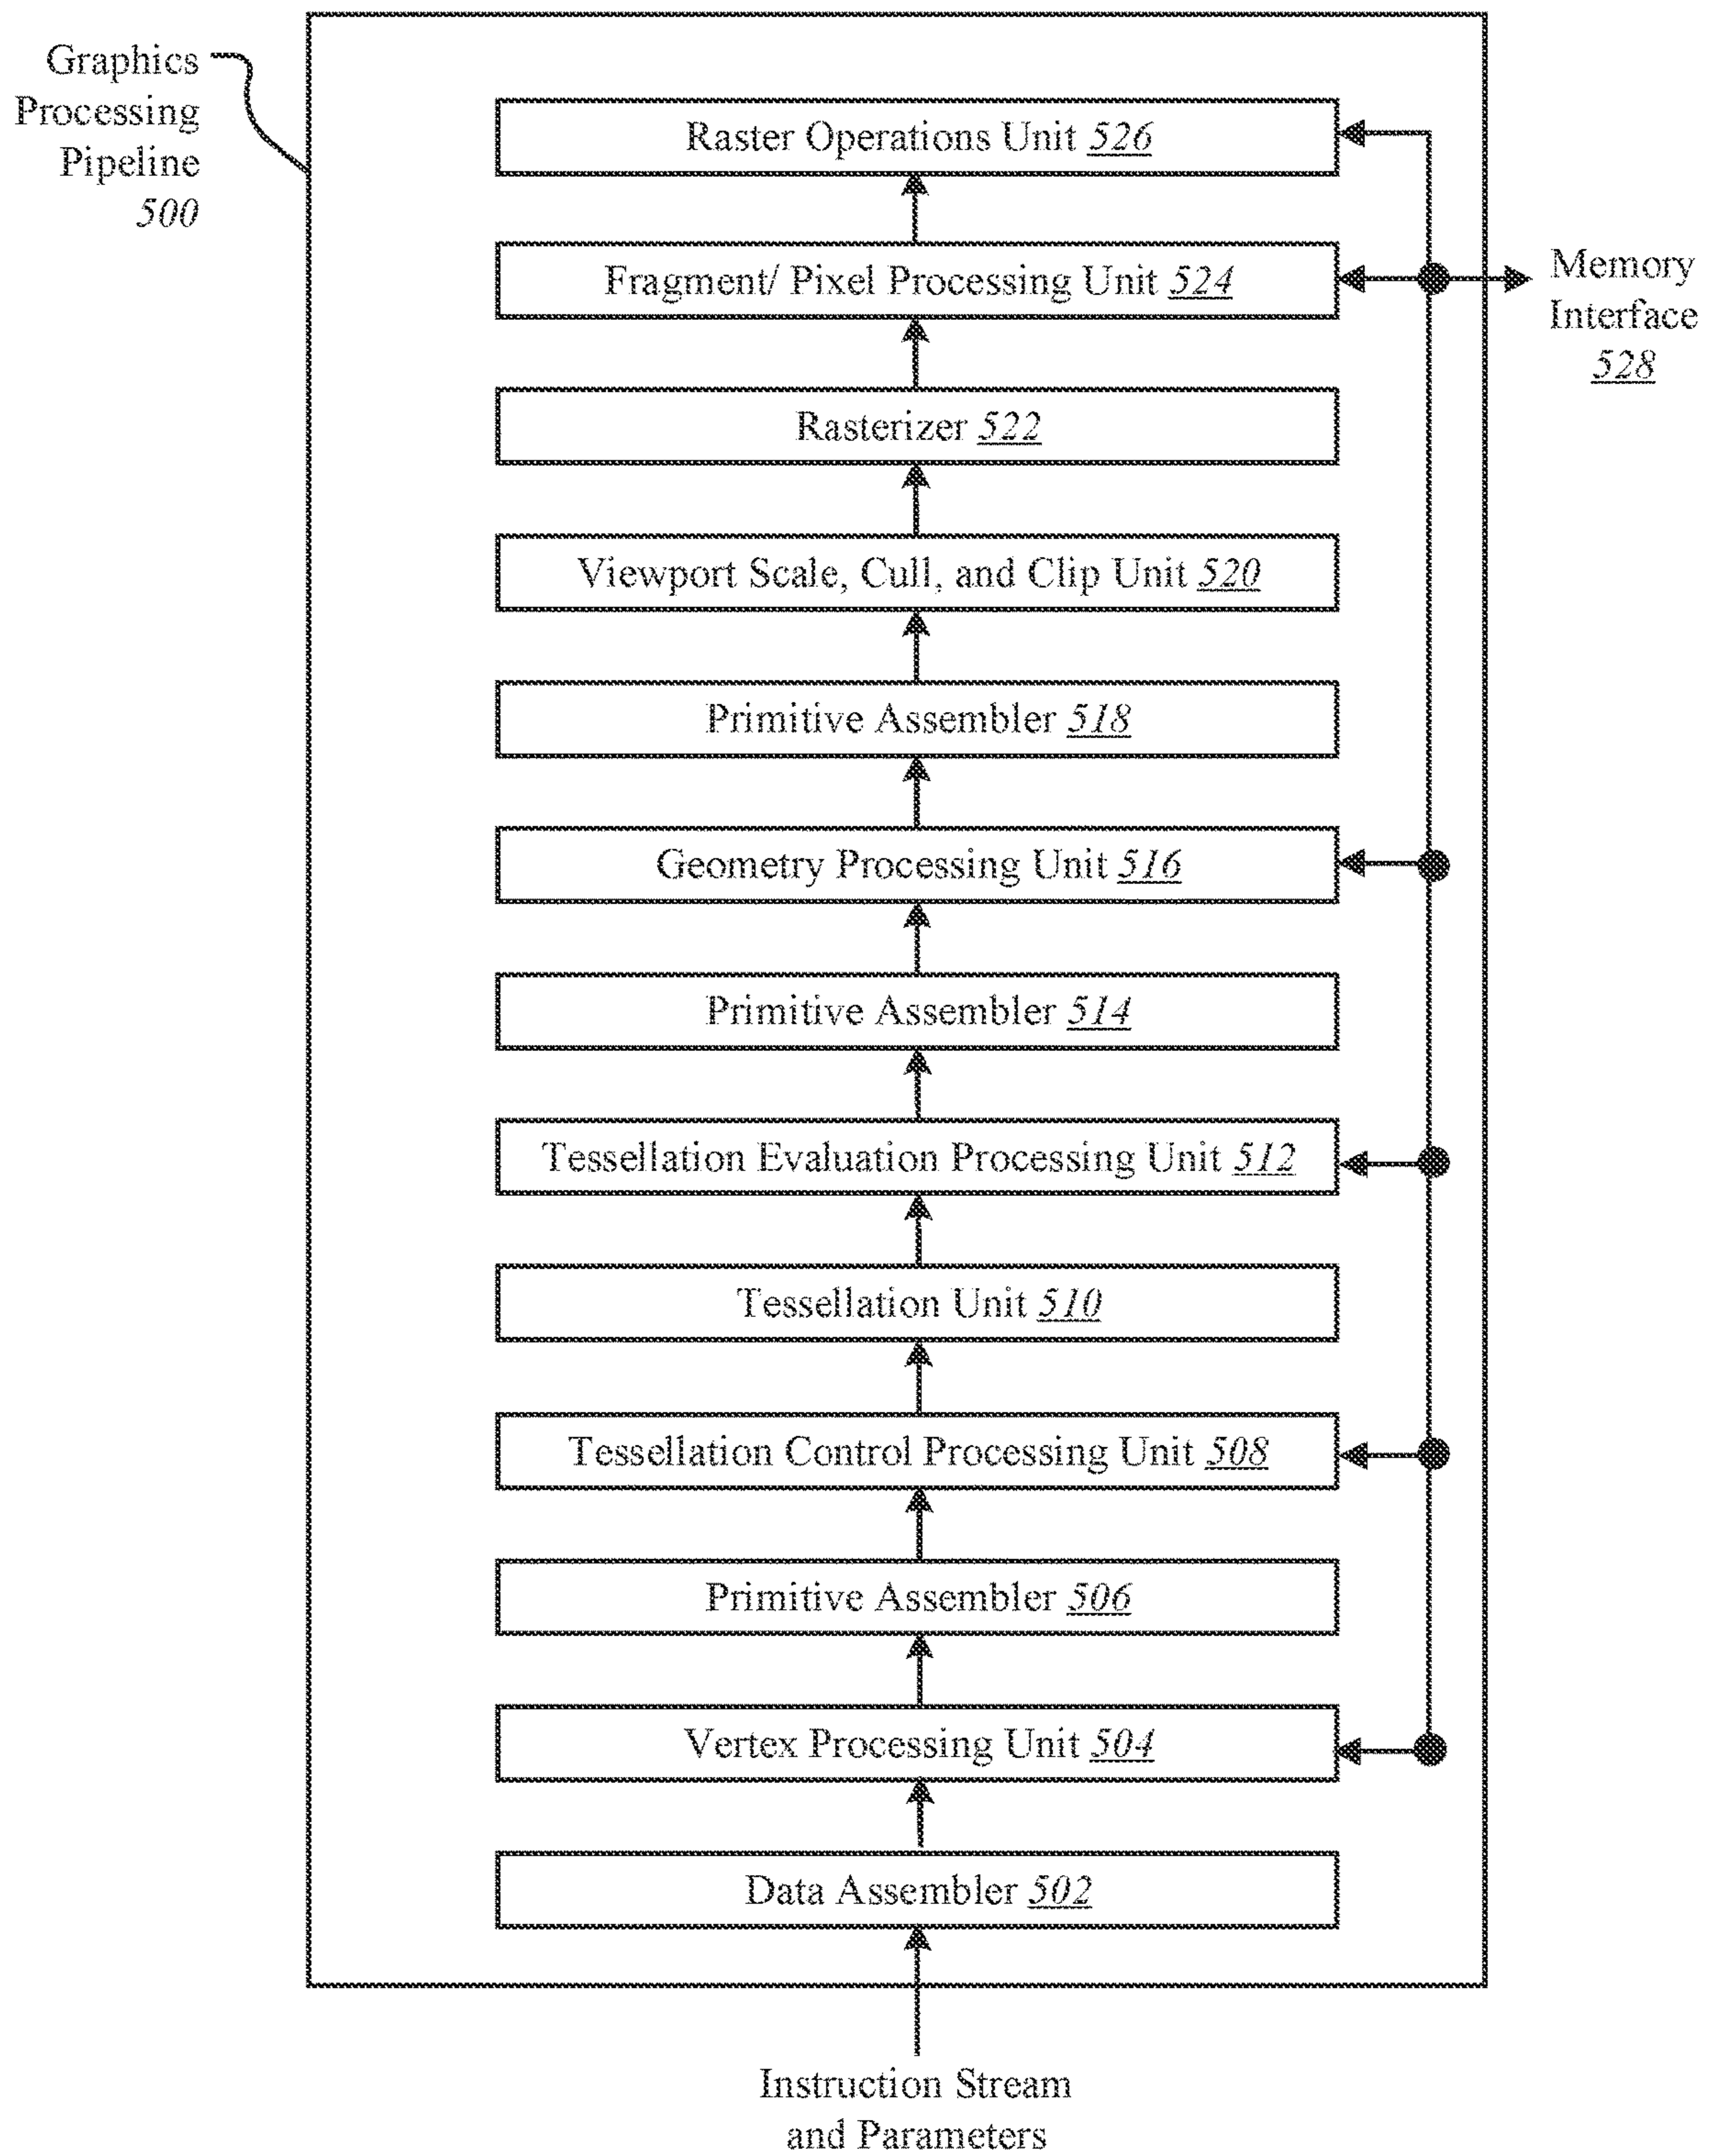 Graphics
Processing
Pipeline
500
Raster Operations Unit 526
Fragment/ Pixel Processing Unit 524
Memory
Interface
528
Rasterizer 522
Viewport Scale, Cull, and Clip Unit 520
Primitive Assembler 518
Geometry Processing Unit 516
Primitive Assembler 514
Tessellation Evaluation Processing Unit 512
Tessellation Unit 510
Tessellation Control Processing Unit 508
Primitive Assembler 506
Vertex Processing Unit 504
Data Assembler 502
Instruction Stream
and Parameters